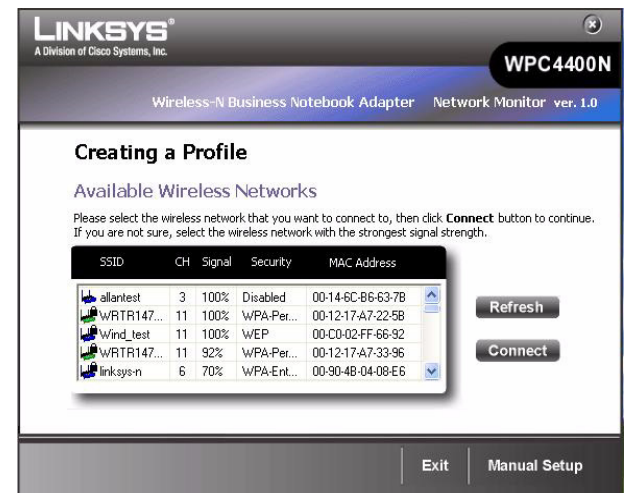 LINKSYS®
A Division of Cisco Systems, Inc.
WPC4400N
Wireless-N Business Notebook Adapter Network Monitor ver. 1.0
Creating a Profile
Available Wireless Networks
Please select the wireless network that you want to connect to, then click Connect button to continue.
If you are not sure, select the wireless network with the strongest signal strength.
SSID CH Signal Security MAC Address
allantest 3 100% Disabled 00-14-6C-B6-63-7B
WRTR147... 11 100% WPA-Per... 00-12-17-A7-22-5B
Wind_test 11 100% WEP 00-C0-02-FF-66-92
WRTR147... 11 92% WPA-Per... 00-12-17-A7-33-96
linksys-n 6 70% WPA-Ent... 00-90-4B-04-08-E6
Refresh
Connect
Exit Manual Setup